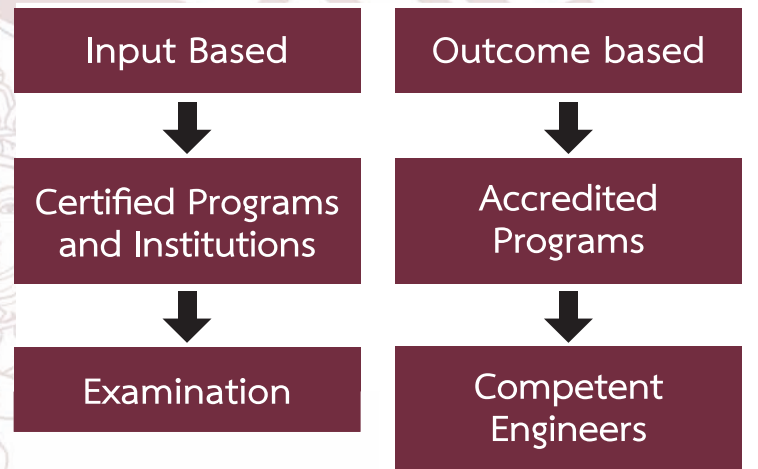 Input Based
Certified Programs
and Institutions
Examination
Outcome based
Accredited
Programs
Competent
Engineers